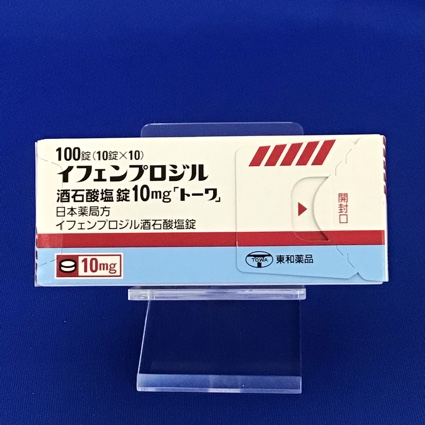 100錠(10錠×10)
イフェンプロジル
酒石酸塩錠10mg「トーワ」
日本薬局方
イフェンプロジル酒石酸塩錠
10mg
開封口
TOWA 東和薬品